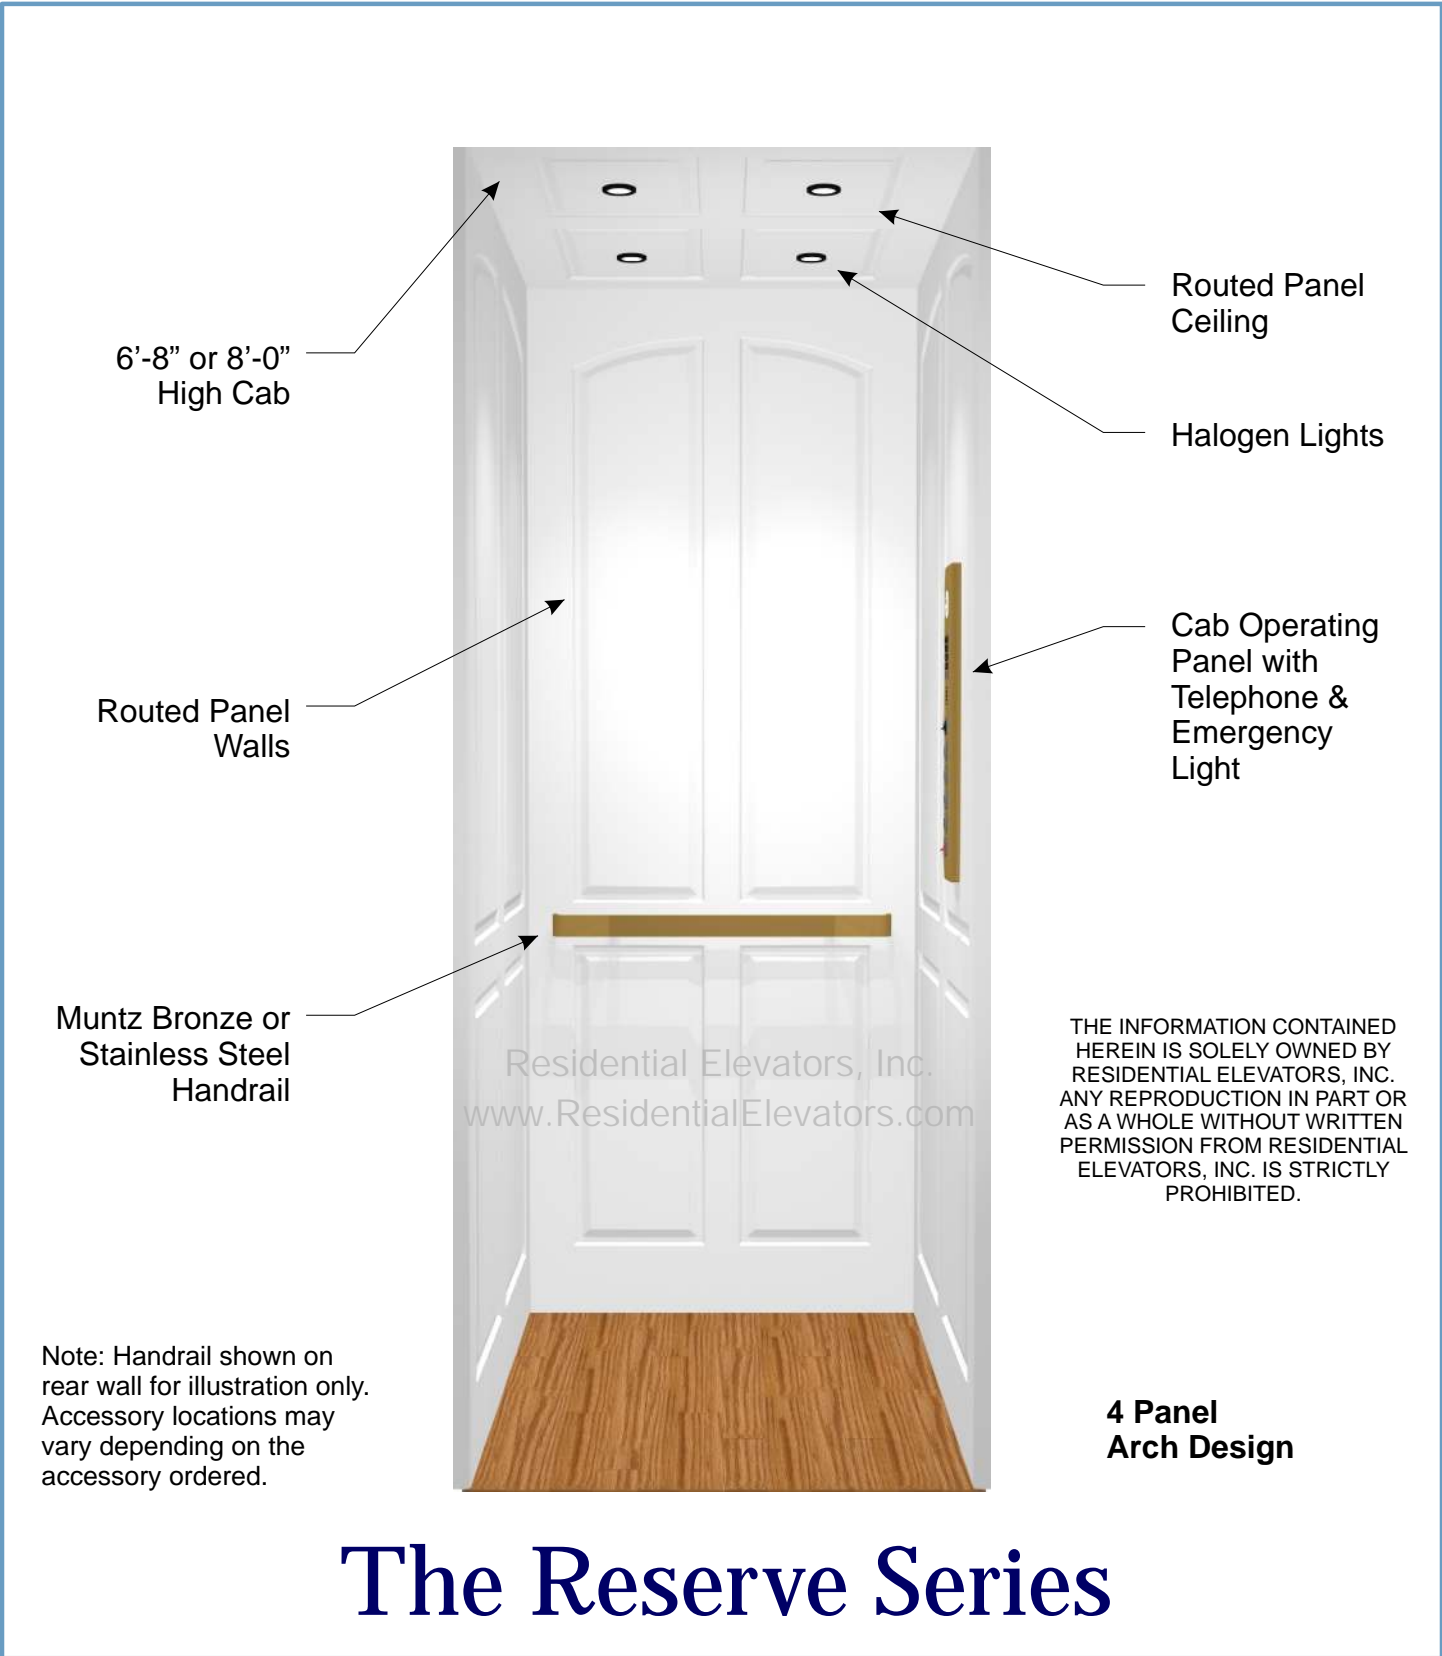 6’-8” or 8’-0”
High Cab
Routed Panel
Ceiling
Halogen Lights
Routed Panel
Walls
Cab Operating
Panel with
Telephone &
Emergency
Light
Muntz Bronze or
Stainless Steel
Handrail
Residential Elevators, Inc.
www.ResidentialElevators.com
THE INFORMATION CONTAINED
HEREIN IS SOLELY OWNED BY
RESIDENTIAL ELEVATORS, INC.
ANY REPRODUCTION IN PART OR
AS A WHOLE WITHOUT WRITTEN
PERMISSION FROM RESIDENTIAL
ELEVATORS, INC. IS STRICTLY
PROHIBITED.
Note: Handrail shown on
rear wall for illustration only.
Accessory locations may
vary depending on the
accessory ordered.
4 Panel
Arch Design
The Reserve Series